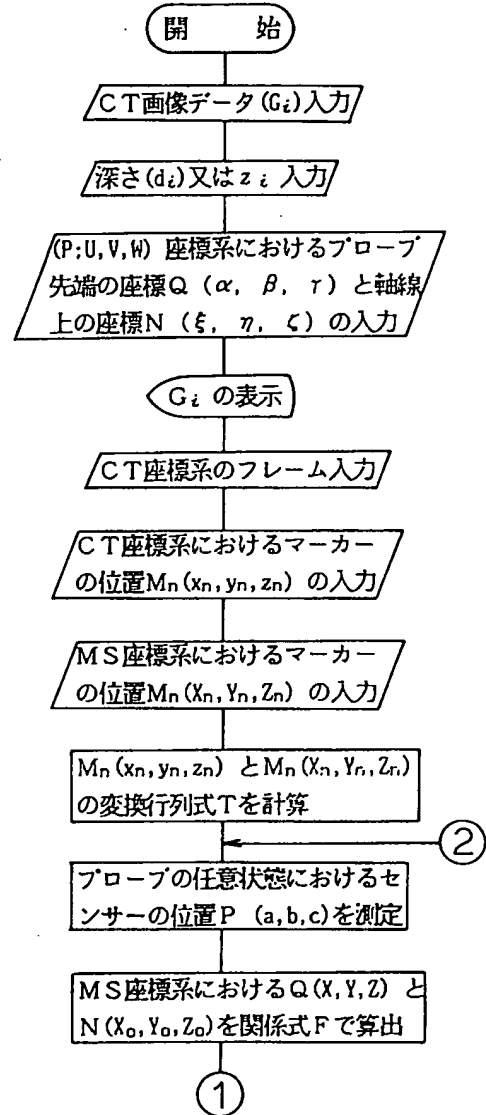 開　　始
CT画像データ(Gi)入力
深さ(di)又はzi 入力
(P;U,V,W) 座標系におけるプローブ
先端の座標Q (α, β, γ) と軸線
上の座標N (ξ, η, ζ) の入力
Gi の表示
CT座標系のフレーム入力
CT座標系におけるマーカー
の位置Mn(xn,yn,zn) の入力
MS座標系におけるマーカー
の位置Mn(Xn,Yn,Zn) の入力
Mn(xn,yn,zn) とMn(Xn,Yn,Zn)
の変換行列式Tを計算
②
プローブの任意状態におけるセ
ンサーの位置P (a,b,c)を測定
MS座標系におけるQ(X,Y,Z) と
N(X₀,Y₀,Z₀)を関係式Fで算出
①